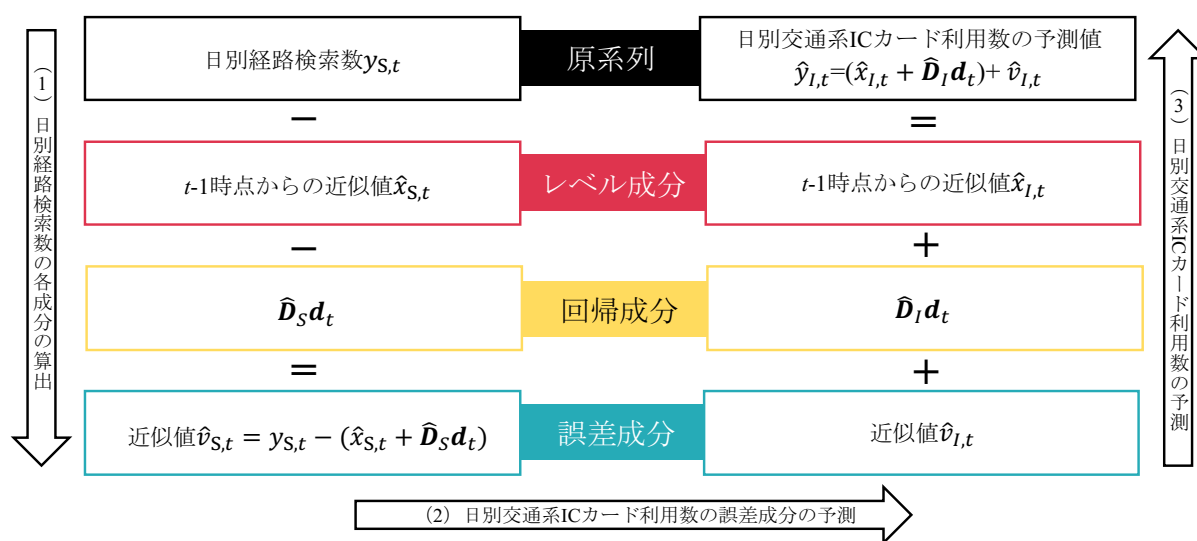 (1) 日別経路検索数の各成分の算出
日別経路検索数y_{S,t}
原系列
日別交通系ICカード利用数の予測値
ŷ_{I,t}=(x̂_{I,t} + D̂_I d_t)+ v̂_{I,t}
−
=
t-1時点からの近似値x̂_{S,t}
レベル成分
t-1時点からの近似値x̂_{I,t}
−
+
D̂_S d_t
回帰成分
D̂_I d_t
=
+
近似値v̂_{S,t} = y_{S,t} − (x̂_{S,t} + D̂_S d_t)
誤差成分
近似値v̂_{I,t}
(2) 日別交通系ICカード利用数の誤差成分の予測
(3) 日別交通系ICカード利用数の予測